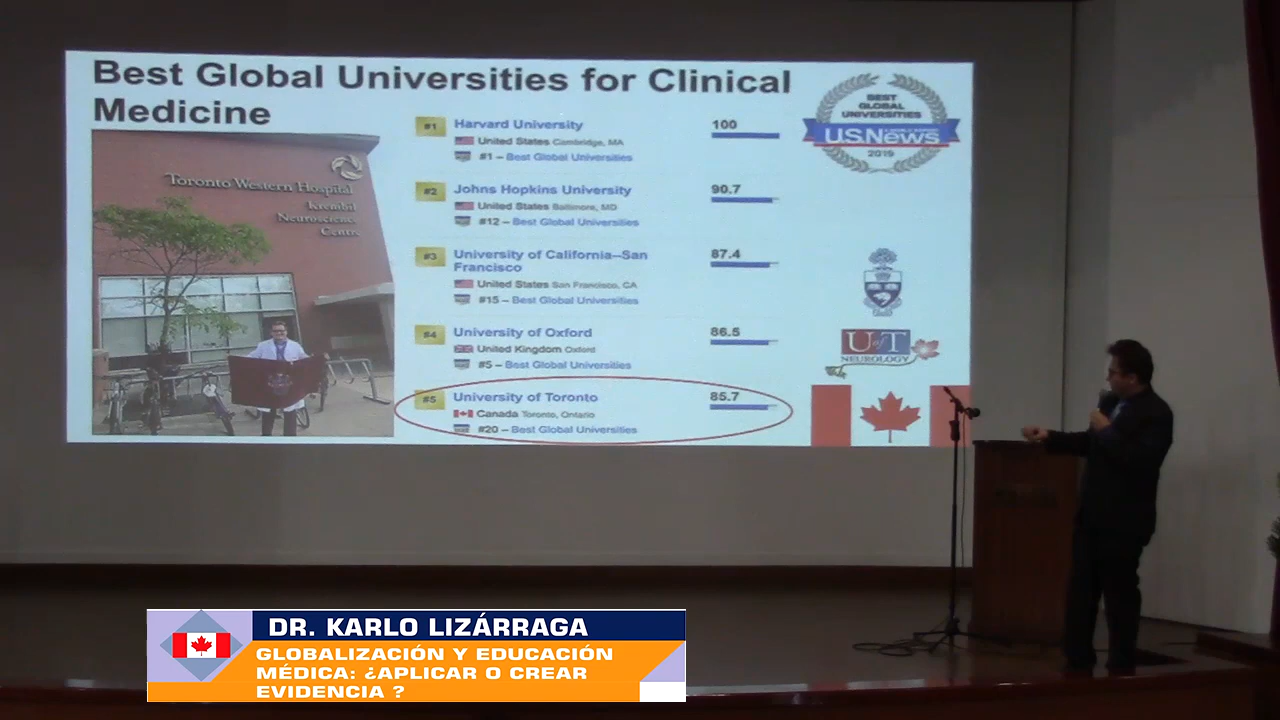 Best Global Universities for Clinical
Medicine
BEST
GLOBAL
UNIVERSITIES
U.S.News
2019
Toronto Western Hospital
Krembil
Neuroscience
Centre
#1 Harvard University 100
United States Cambridge, MA
#1 – Best Global Universities
#2 Johns Hopkins University 90.7
United States Baltimore, MD
#12 – Best Global Universities
#3 University of California–San 87.4
Francisco
United States San Francisco, CA
#15 – Best Global Universities
#4 University of Oxford 86.5
United Kingdom Oxford
#5 – Best Global Universities
#5 University of Toronto 85.7
Canada Toronto, Ontario
#20 – Best Global Universities
U of T
NEUROLOGY
DR. KARLO LIZÁRRAGA
GLOBALIZACIÓN Y EDUCACIÓN
MÉDICA: ¿APLICAR O CREAR
EVIDENCIA ?